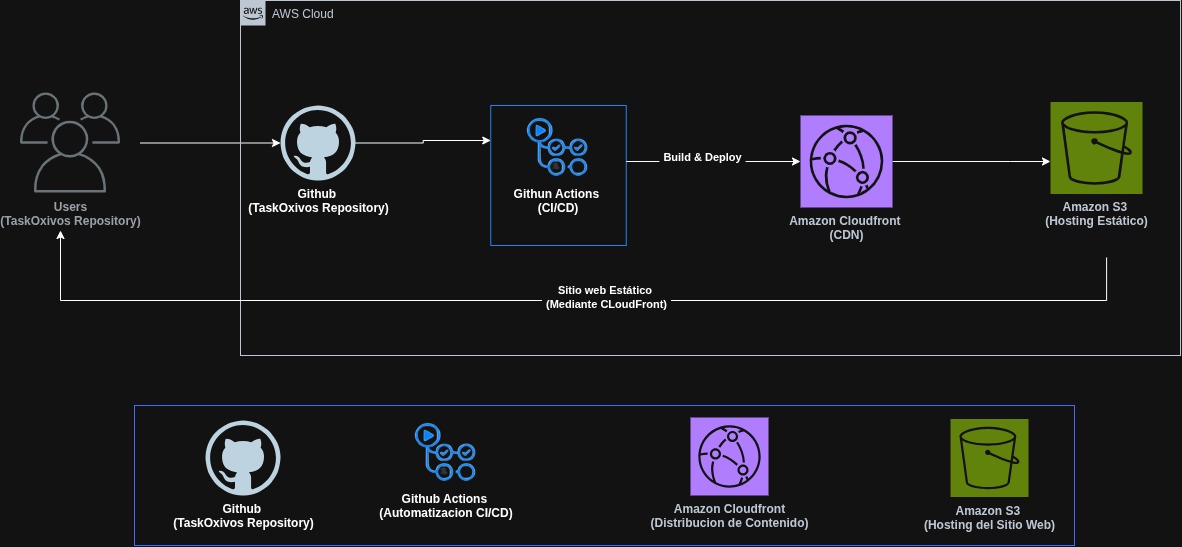 aws
AWS Cloud
Users
(TaskOxivos Repository)
Github
(TaskOxivos Repository)
Githun Actions
(CI/CD)
Build & Deploy
Amazon Cloudfront
(CDN)
Amazon S3
(Hosting Estático)
Sitio web Estático
(Mediante CLoudFront)
Github
(TaskOxivos Repository)
Github Actions
(Automatizacion CI/CD)
Amazon Cloudfront
(Distribucion de Contenido)
Amazon S3
(Hosting del Sitio Web)